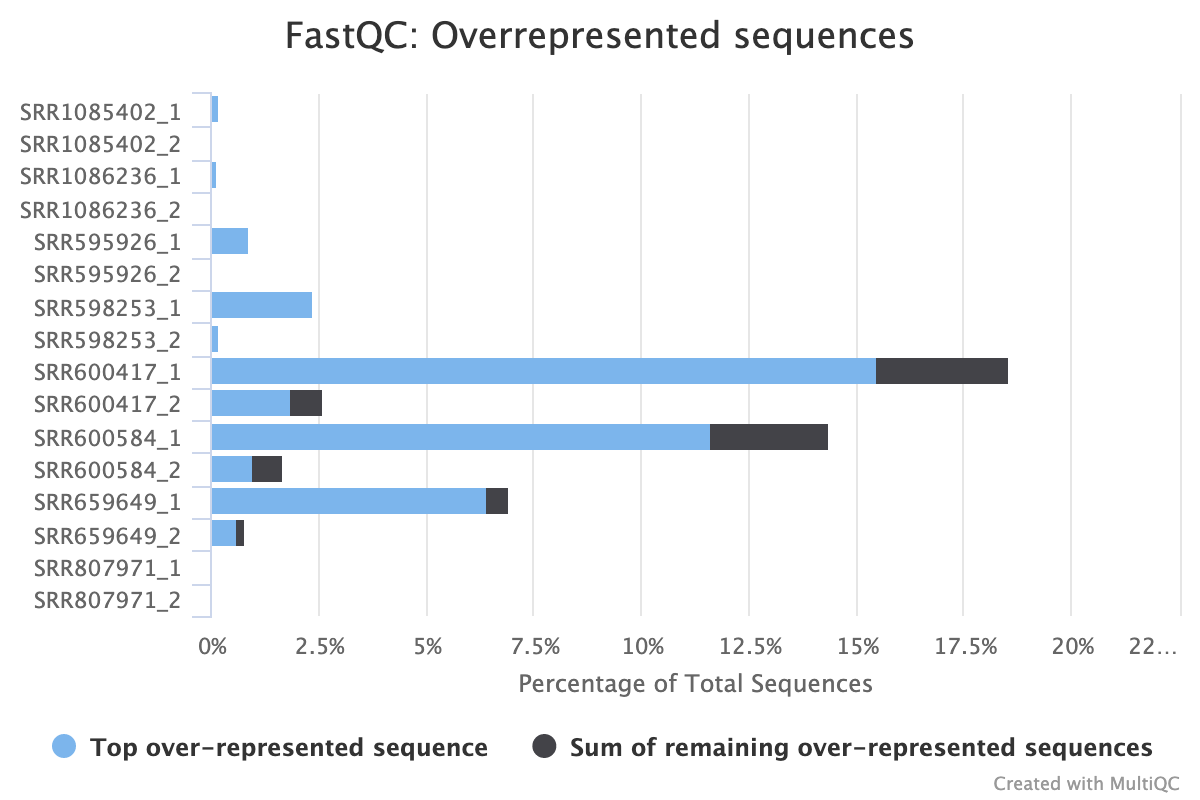 FastQC: Overrepresented sequences
SRR1085402_1
SRR1085402_2
SRR1086236_1
SRR1086236_2
SRR595926_1
SRR595926_2
SRR598253_1
SRR598253_2
SRR600417_1
SRR600417_2
SRR600584_1
SRR600584_2
SRR659649_1
SRR659649_2
SRR807971_1
SRR807971_2
0% 2.5% 5% 7.5% 10% 12.5% 15% 17.5% 20% 22…
Percentage of Total Sequences
Top over-represented sequence Sum of remaining over-represented sequences
Created with MultiQC